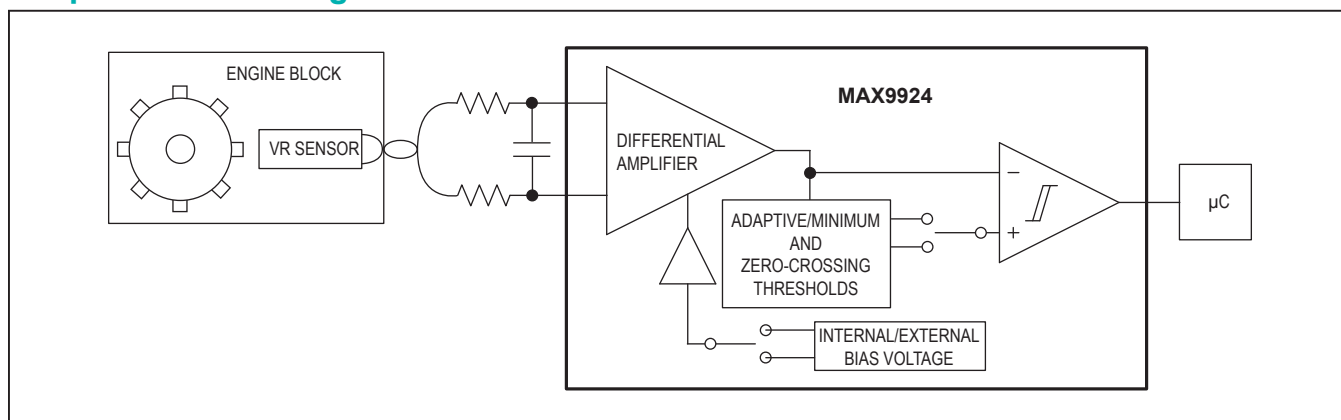 ENGINE BLOCK
VR SENSOR
MAX9924
DIFFERENTIAL
AMPLIFIER
ADAPTIVE/MINIMUM
AND
ZERO-CROSSING
THRESHOLDS
INTERNAL/EXTERNAL
BIAS VOLTAGE
−
+
µC